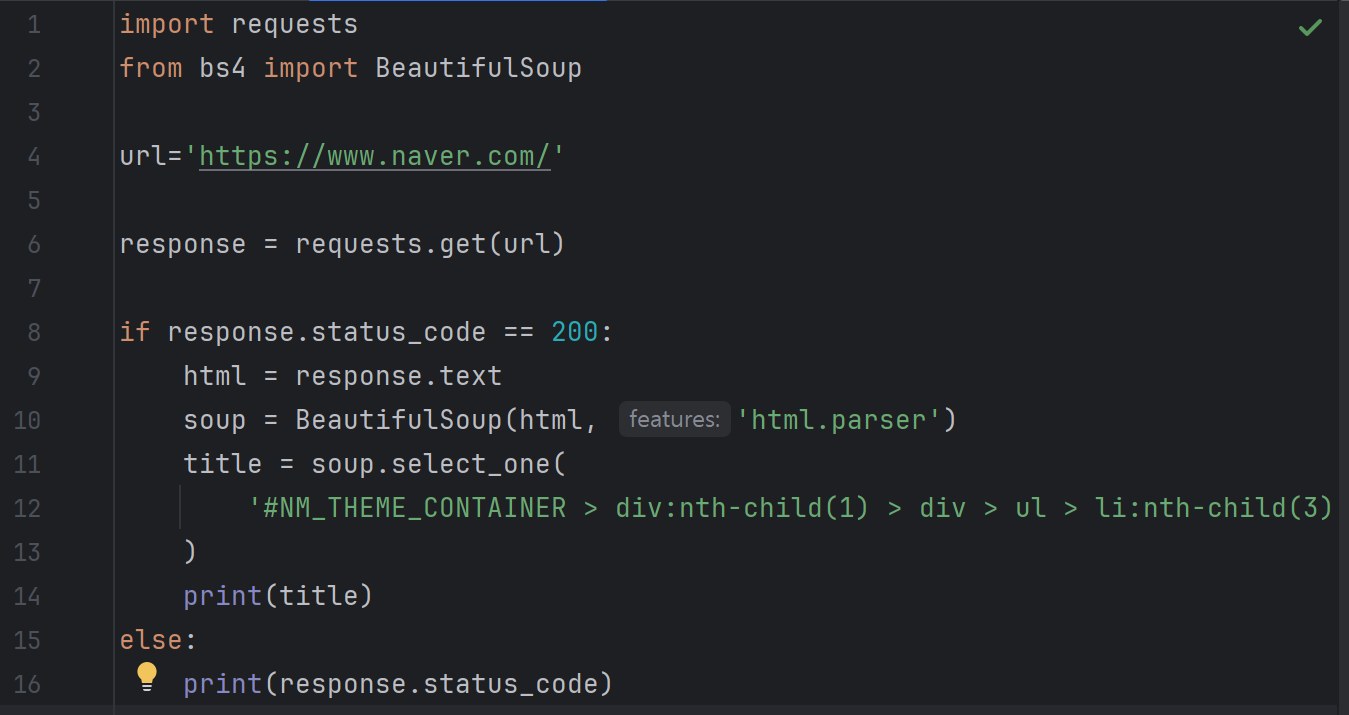 1 import requests
2 from bs4 import BeautifulSoup
3
4 url='https://www.naver.com/'
5
6 response = requests.get(url)
7
8 if response.status_code == 200:
9     html = response.text
10     soup = BeautifulSoup(html, features: 'html.parser')
11     title = soup.select_one(
12         '#NM_THEME_CONTAINER > div:nth-child(1) > div > ul > li:nth-child(3)
13     )
14     print(title)
15 else:
16     print(response.status_code)